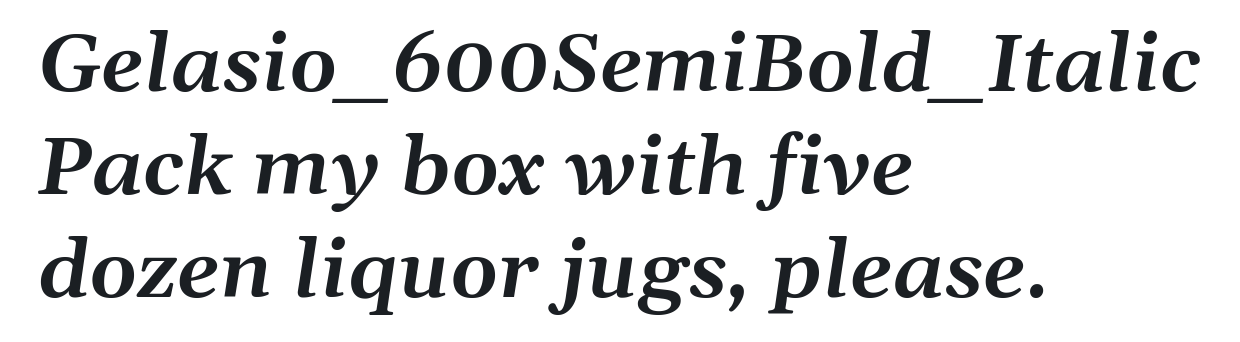 Gelasio_600SemiBold_Italic
Pack my box with five
dozen liquor jugs, please.